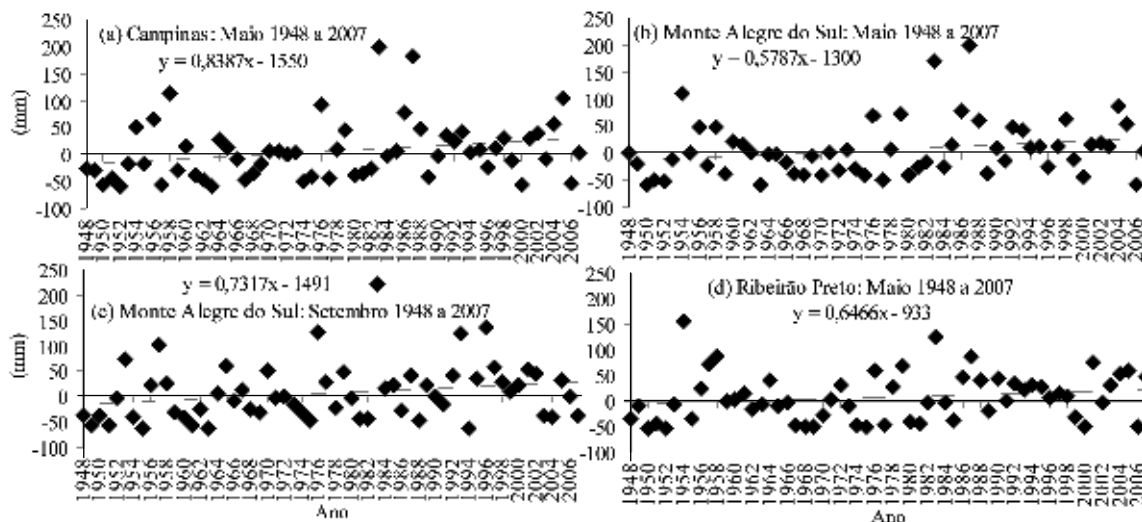 250
200
150
100
50
0
-50
-100
(mm)
(a) Campinas: Maio 1948 a 2007
y = 0,8387x - 1550
1948 1950 1952 1954 1956 1958 1960 1962 1964 1966 1968 1970 1972 1974 1976 1978 1980 1982 1984 1986 1988 1990 1992 1994 1996 1998 2000 2002 2004 2006
250
200
150
100
50
0
-50
-100
(b) Monte Alegre do Sul: Maio 1948 a 2007
y = 0,5787x - 1300
1948 1950 1952 1954 1956 1958 1960 1962 1964 1966 1968 1970 1972 1974 1976 1978 1980 1982 1984 1986 1988 1990 1992 1994 1996 1998 2000 2002 2004 2006
250
200
150
100
50
0
-50
-100
(mm)
y = 0,7317x - 1491
(c) Monte Alegre do Sul: Setembro 1948 a 2007
1948 1950 1952 1954 1956 1958 1960 1962 1964 1966 1968 1970 1972 1974 1976 1978 1980 1982 1984 1986 1988 1990 1992 1994 1996 1998 2000 2002 2004 2006
Ano
250
200
150
100
50
0
-50
-100
(d) Ribeirão Preto: Maio 1948 a 2007
y = 0,6466x - 933
1948 1950 1952 1954 1956 1958 1960 1962 1964 1966 1968 1970 1972 1974 1976 1978 1980 1982 1984 1986 1988 1990 1992 1994 1996 1998 2000 2002 2004 2006
Ano